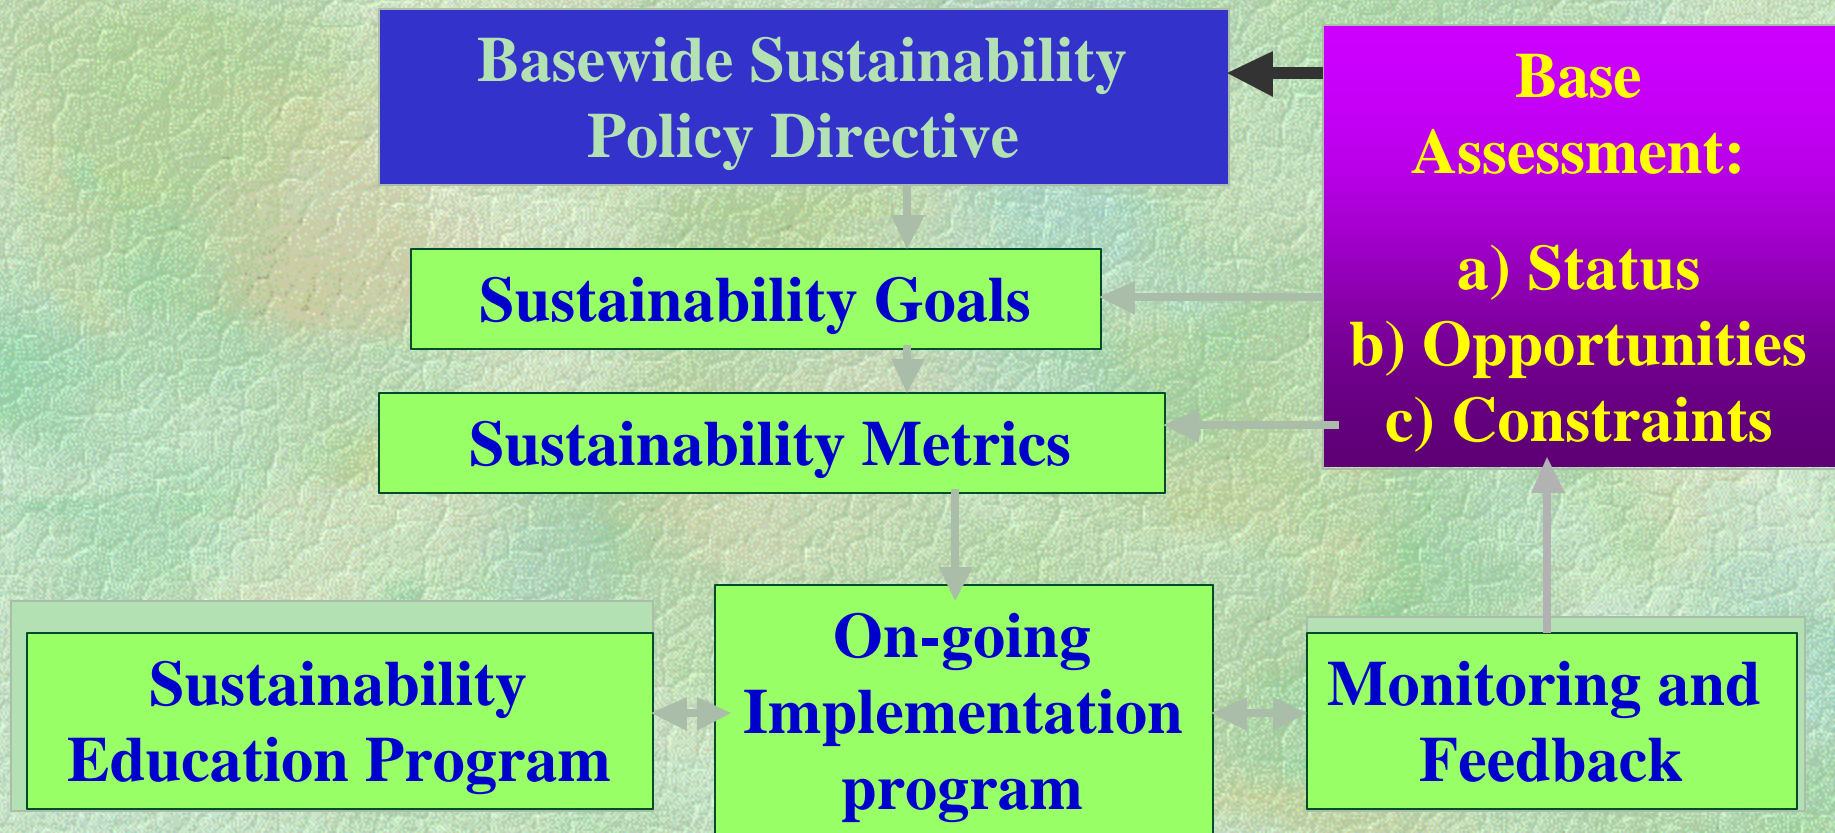 Basewide Sustainability
Policy Directive
Base
Assessment:
a) Status
b) Opportunities
c) Constraints
Sustainability Goals
Sustainability Metrics
Sustainability
Education Program
On-going
Implementation
program
Monitoring and
Feedback